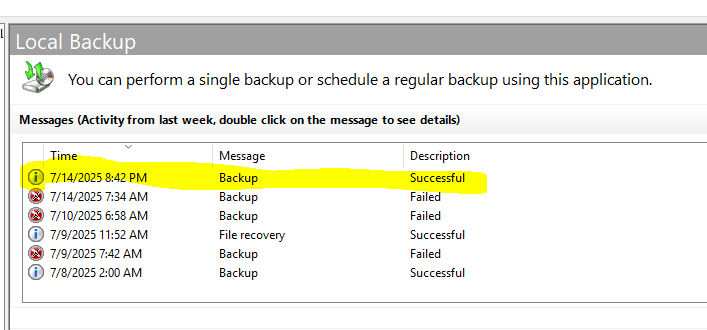 Local Backup
You can perform a single backup or schedule a regular backup using this application.
Messages (Activity from last week, double click on the message to see details)
Time Message Description
7/14/2025 8:42 PM Backup Successful
7/14/2025 7:34 AM Backup Failed
7/10/2025 6:58 AM Backup Failed
7/9/2025 11:52 AM File recovery Successful
7/9/2025 7:42 AM Backup Failed
7/8/2025 2:00 AM Backup Successful